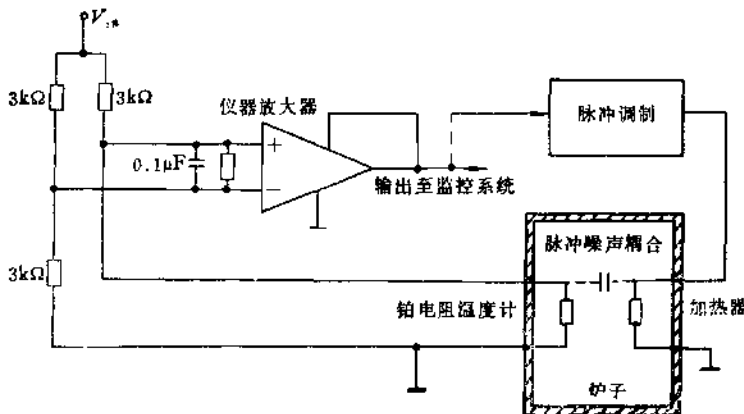 3kΩ
3kΩ
仪器放大器
脉冲调制
+
0.1μF
−
输出至监控系统
脉冲噪声耦合
3kΩ
铂电阻温度计
加热器
炉子